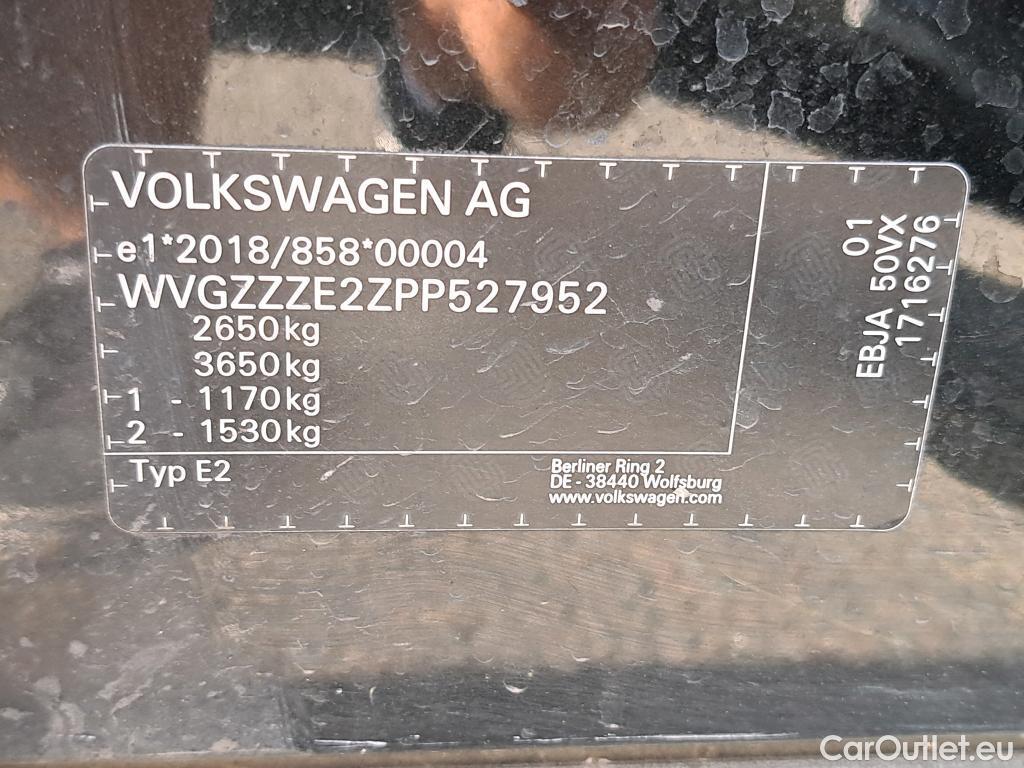 VOLKSWAGEN AG
e1*2018/858*00004
WVGZZZE2ZPP527952
2650kg
3650kg
1 - 1170kg
2 - 1530kg
Typ E2
Berliner Ring 2
DE - 38440 Wolfsburg
www.volkswagen.com
01
EBJA 50VX
1716276
CarOutlet.eu